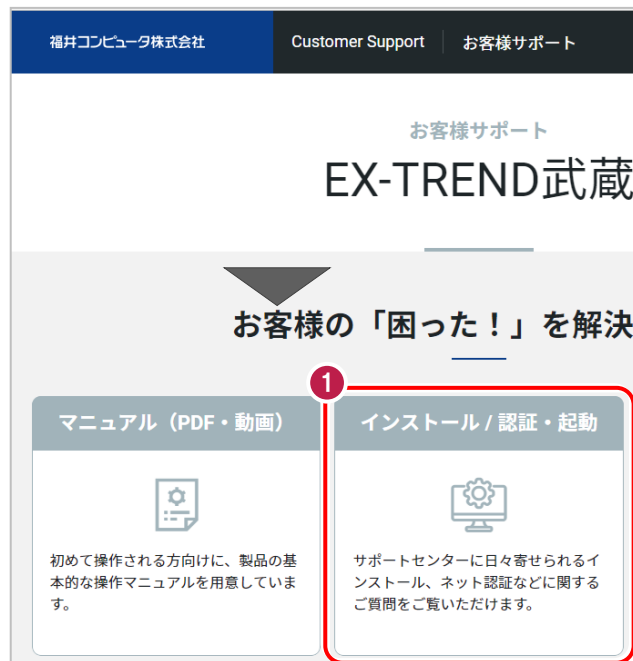 福井コンピュータ株式会社
Customer Support
お客様サポート
お客様サポート
EX-TREND武蔵
お客様の「困った！」を解決
1
マニュアル（PDF・動画）
初めて操作される方向けに、製品の基
本的な操作マニュアルを用意していま
す。
インストール / 認証・起動
サポートセンターに日々寄せられるイ
ンストール、ネット認証などに関する
ご質問をご覧いただけます。